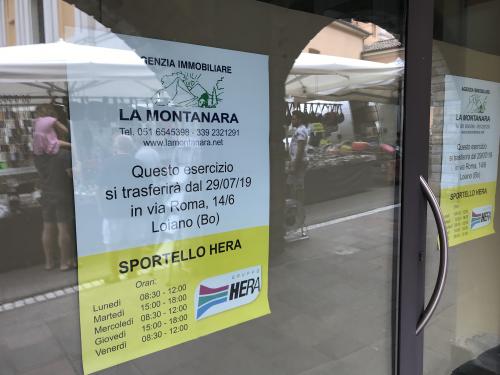 AGENZIA IMMOBILIARE
LA MONTANARA
Tel. 051 6545398 - 339 2321291
www.lamontanara.net
Questo esercizio
si trasferirà dal 29/07/19
in via Roma, 14/6
Loiano (Bo)
SPORTELLO HERA
Orari:
Lunedì 08:30 - 12:00
Martedì 15:00 - 18:00
Mercoledì 08:30 - 12:00
Giovedì 15:00 - 18:00
Venerdì 08:30 - 12:00
GRUPPO
HERA
AGENZIA IMMOBILIARE
LA MONTANARA
Questo esercizio
si trasferirà dal 29/07/19
in via Roma, 14/6
Loiano (Bo)
SPORTELLO HERA
HERA